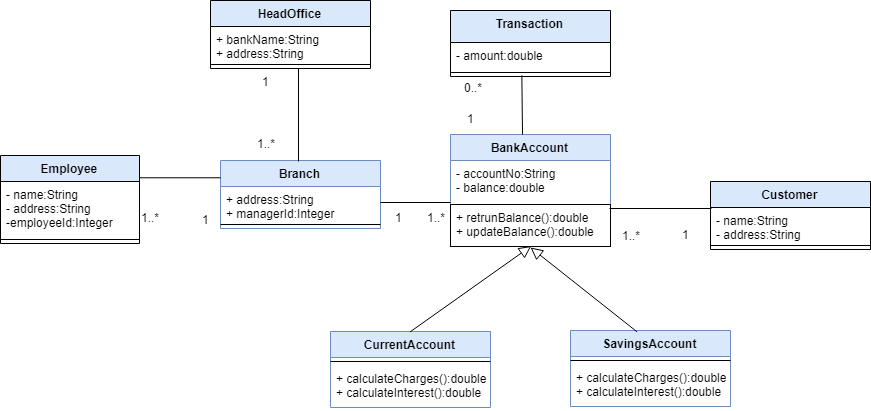 HeadOffice
+ bankName:String
+ address:String
Transaction
- amount:double
1
0..*
1..*
1
Employee
- name:String
- address:String
-employeeId:Integer
Branch
+ address:String
+ managerId:Integer
BankAccount
- accountNo:String
- balance:double
+ retrunBalance():double
+ updateBalance():double
Customer
- name:String
- address:String
1..*
1
1
1..*
1..*
1
CurrentAccount
+ calculateCharges():double
+ calculateInterest():double
SavingsAccount
+ calculateCharges():double
+ calculateInterest():double